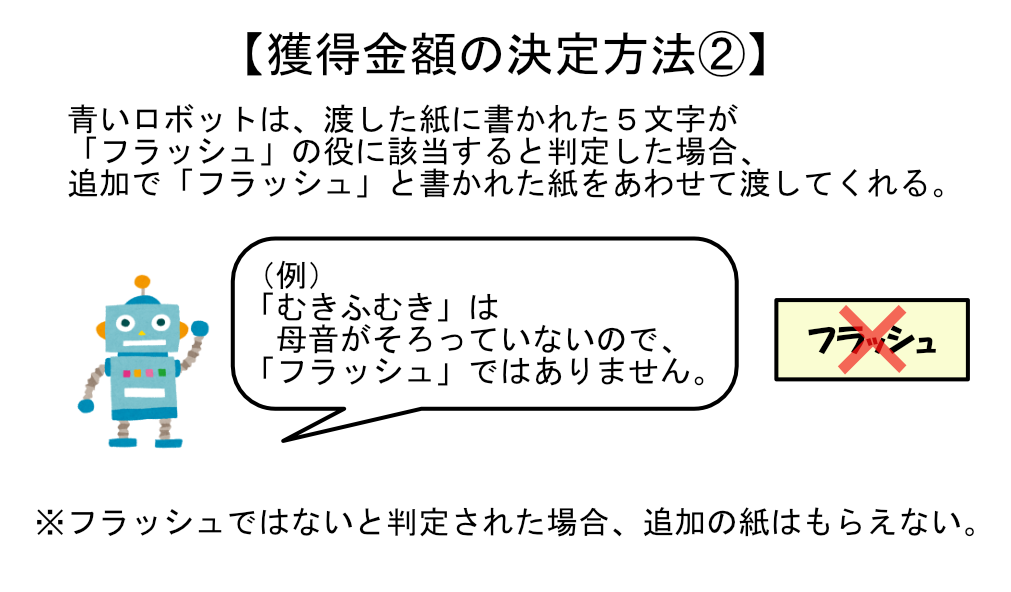 【獲得金額の決定方法②】
青いロボットは、渡した紙に書かれた５文字が
「フラッシュ」の役に該当すると判定した場合、
追加で「フラッシュ」と書かれた紙をあわせて渡してくれる。
（例）
「むきふむき」は
母音がそろっていないので、
「フラッシュ」ではありません。
フラッシュ
※フラッシュではないと判定された場合、追加の紙はもらえない。